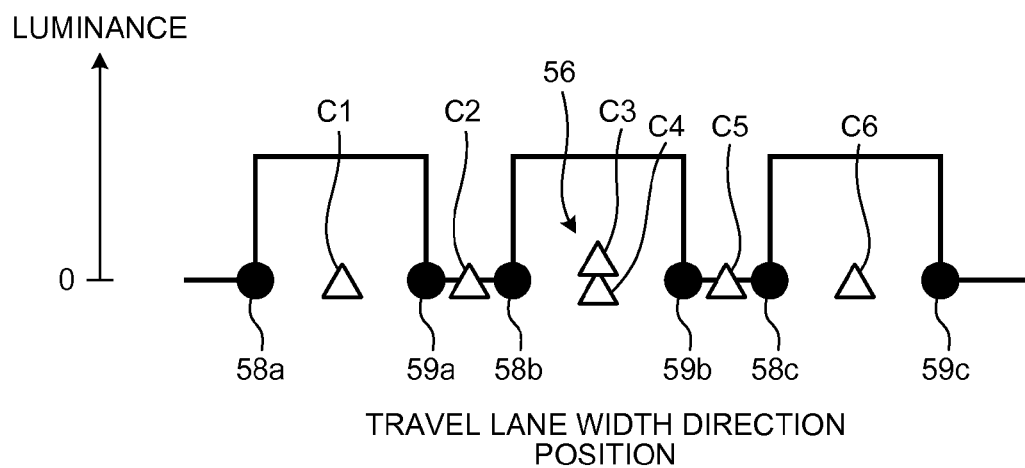 LUMINANCE
56
C1
C2
C3
C4
C5
C6
0
58a
59a
58b
59b
58c
59c
TRAVEL LANE WIDTH DIRECTION
POSITION